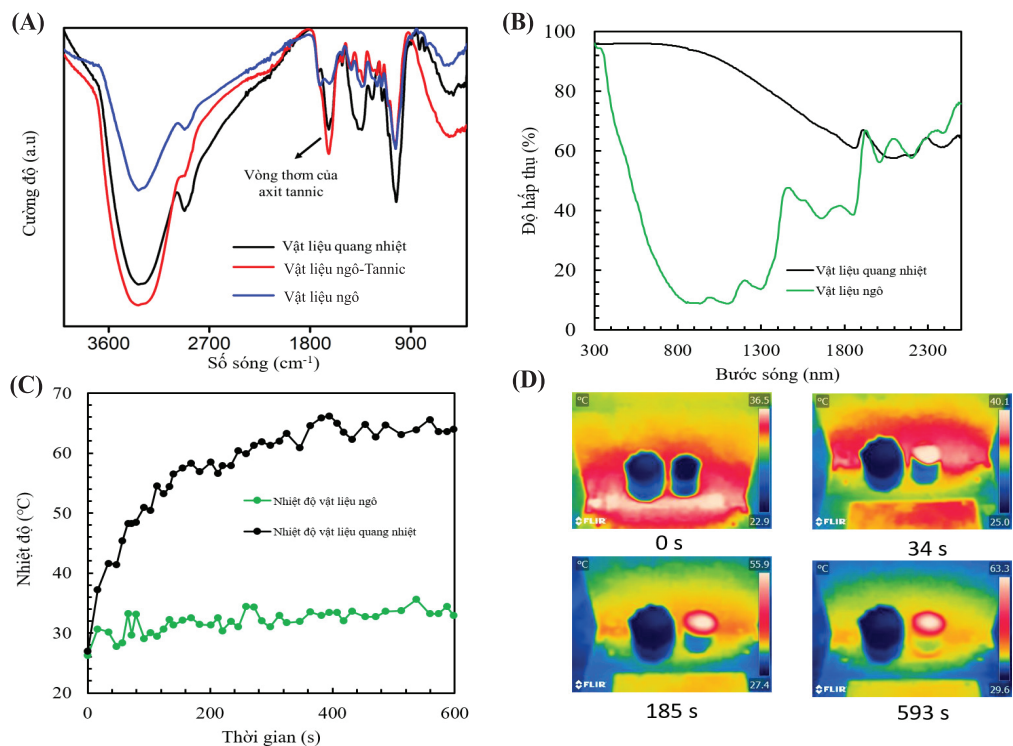 (A)
Cường độ (a.u)
Vòng thơm của
axit tannic
Vật liệu quang nhiệt
Vật liệu ngô-Tannic
Vật liệu ngô
3600
2700
1800
900
Số sóng (cm-1)
(B)
Độ hấp thụ (%)
100
80
60
40
20
0
Vật liệu quang nhiệt
Vật liệu ngô
300
800
1300
1800
2300
Bước sóng (nm)
(C)
Nhiệt độ (°C)
70
60
50
40
30
20
Nhiệt độ vật liệu ngô
Nhiệt độ vật liệu quang nhiệt
0
200
400
600
Thời gian (s)
(D)
°C
36.5
22.9
FLIR
0 s
°C
40.1
25.0
FLIR
34 s
°C
55.9
27.4
FLIR
185 s
°C
63.3
29.6
FLIR
593 s